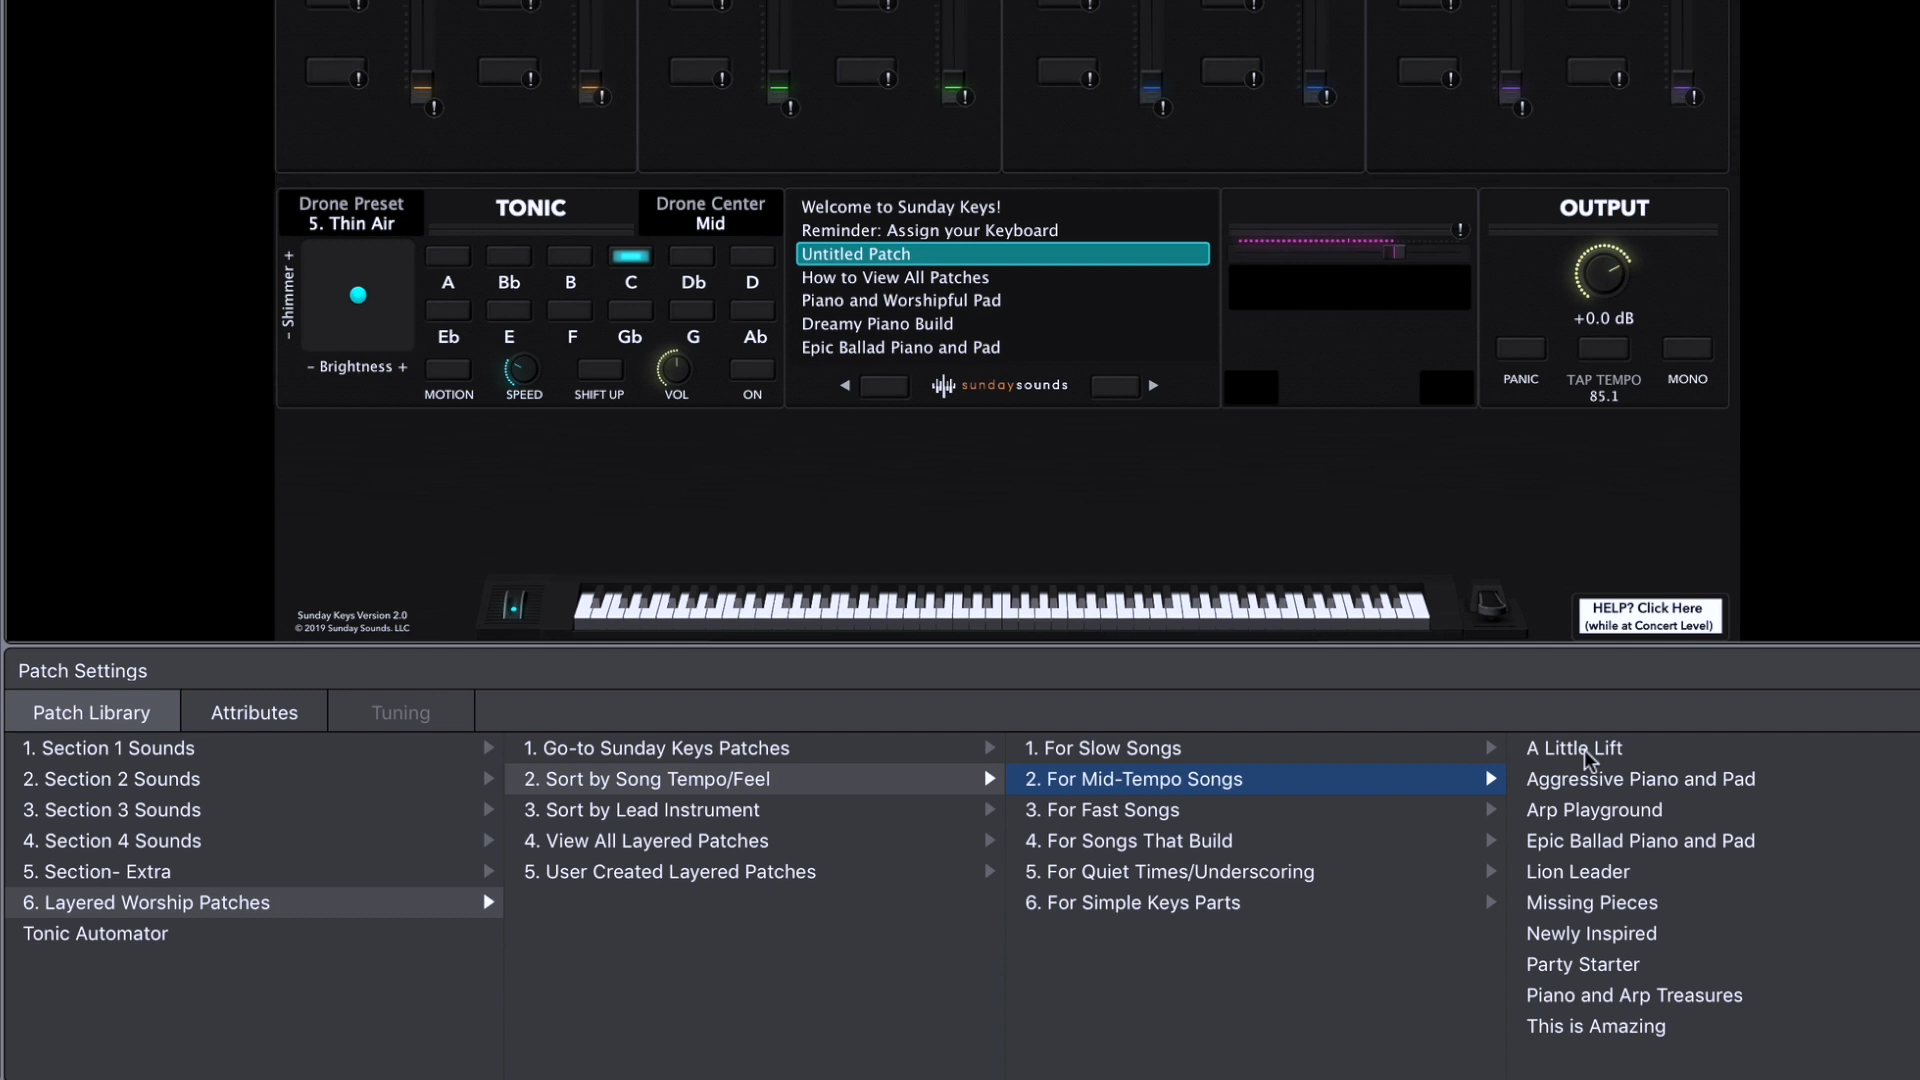 Drone Preset
5. Thin Air
TONIC
Drone Center
Mid
- Shimmer +
- Brightness +
A
Bb
B
C
Db
D
Eb
E
F
Gb
G
Ab
MOTION
SPEED
SHIFT UP
VOL
ON
Welcome to Sunday Keys!
Reminder: Assign your Keyboard
Untitled Patch
How to View All Patches
Piano and Worshipful Pad
Dreamy Piano Build
Epic Ballad Piano and Pad
sundaysounds
OUTPUT
+0.0 dB
PANIC
TAP TEMPO
85.1
MONO
Sunday Keys Version 2.0
© 2019 Sunday Sounds. LLC
HELP? Click Here
(while at Concert Level)
Patch Settings
Patch Library
Attributes
Tuning
1. Section 1 Sounds
2. Section 2 Sounds
3. Section 3 Sounds
4. Section 4 Sounds
5. Section- Extra
6. Layered Worship Patches
Tonic Automator
1. Go-to Sunday Keys Patches
2. Sort by Song Tempo/Feel
3. Sort by Lead Instrument
4. View All Layered Patches
5. User Created Layered Patches
1. For Slow Songs
2. For Mid-Tempo Songs
3. For Fast Songs
4. For Songs That Build
5. For Quiet Times/Underscoring
6. For Simple Keys Parts
A Little Lift
Aggressive Piano and Pad
Arp Playground
Epic Ballad Piano and Pad
Lion Leader
Missing Pieces
Newly Inspired
Party Starter
Piano and Arp Treasures
This is Amazing